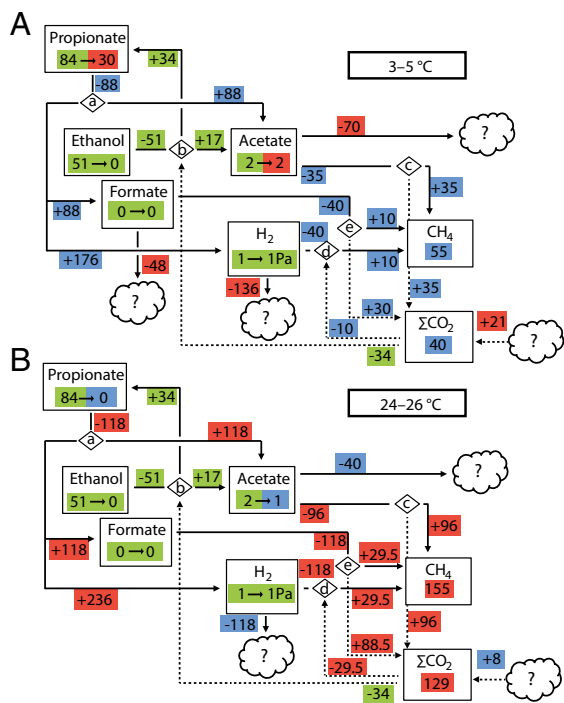 A
Propionate
84→30
+34
3–5 °C
-88
a
+88
-70
?
Ethanol
51→0
-51
b
+17
Acetate
2→2
-35
c
+35
Formate
0→0
+88
-40
e
+10
CH4
55
H2
1→1Pa
-40
d
+10
+176
-48
?
-136
?
+35
+30
-10
ΣCO2
40
+21
?
-34
B
Propionate
84→0
+34
24–26 °C
-118
a
+118
-40
?
Ethanol
51→0
-51
b
+17
Acetate
2→1
-96
c
+96
Formate
0→0
+118
-118
e
+29.5
CH4
155
H2
1→1Pa
-118
d
+29.5
+236
-118
?
+96
+88.5
-29.5
ΣCO2
129
+8
?
-34